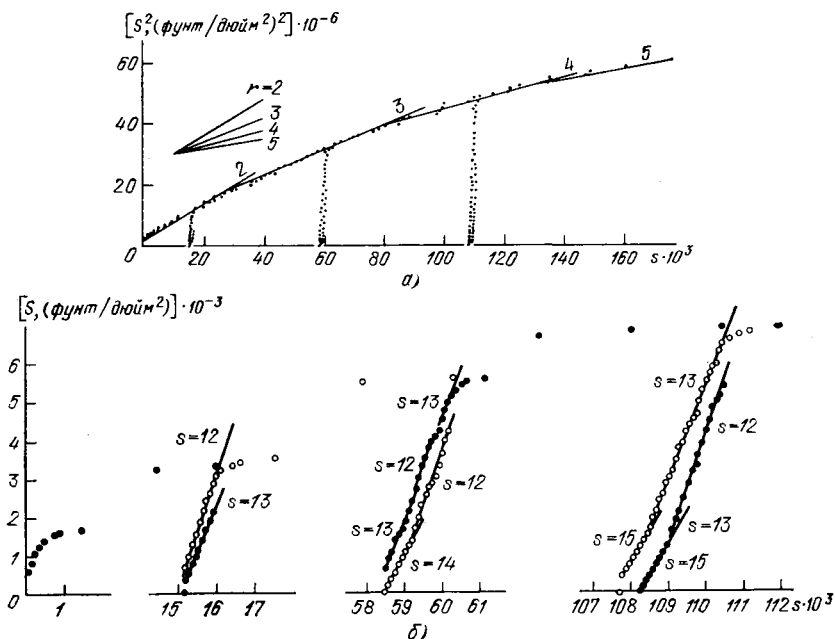 [S², (фунт/дюйм²)²]·10⁻⁶
60
40
20
0
r=2
3
4
5
2
3
4
5
20 40 60 80 100 120 140 160 s·10³
а)
[S, (фунт/дюйм²)]·10⁻³
6
5
4
3
2
1
0
s=12
s=13
s=13
s=12
s=12
s=13
s=14
s=13
s=12
s=15
s=13
s=15
1 15 16 17 58 59 60 61 107 108 109 110 111 112 s·10³
б)